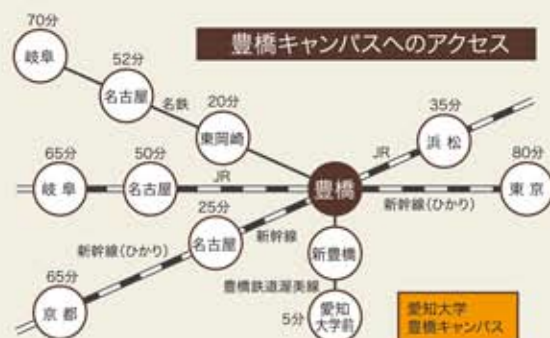 豊橋キャンパスへのアクセス
70分
岐阜
52分
名古屋
名鉄
20分
東岡崎
35分
浜松
JR
65分
岐阜
50分
名古屋
JR
豊橋
80分
東京
新幹線(ひかり)
25分
名古屋
新幹線
新幹線(ひかり)
65分
京都
新豊橋
豊橋鉄道渥美線
5分
愛知
大学前
愛知大学
豊橋キャンパス